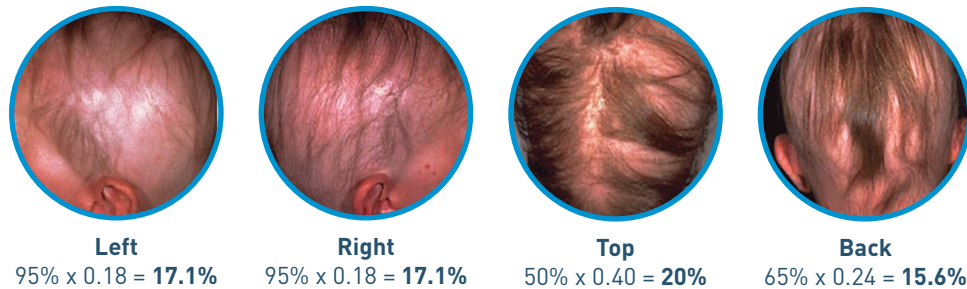 Left
95% x 0.18 = 17.1%
Right
95% x 0.18 = 17.1%
Top
50% x 0.40 = 20%
Back
65% x 0.24 = 15.6%